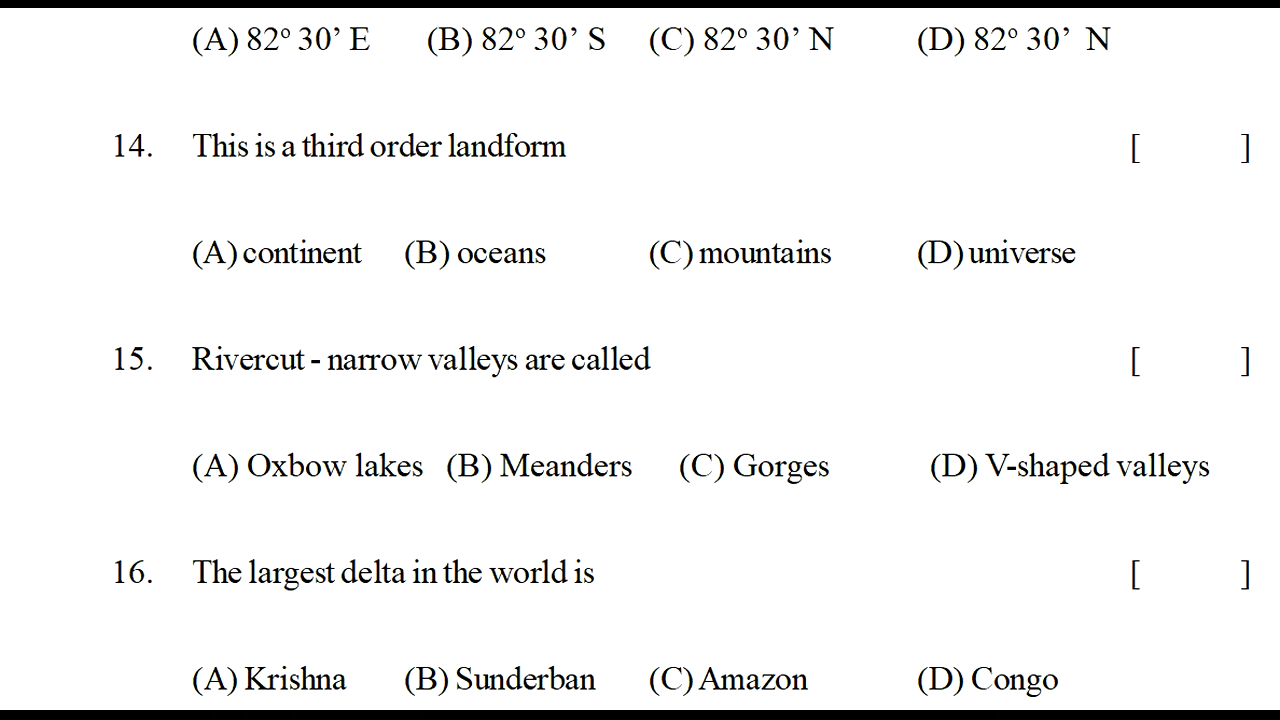 (A) 82º 30’ E (B) 82º 30’ S (C) 82º 30’ N (D) 82º 30’ N
14. This is a third order landform [ ]
(A) continent (B) oceans (C) mountains (D) universe
15. Rivercut - narrow valleys are called [ ]
(A) Oxbow lakes (B) Meanders (C) Gorges (D) V-shaped valleys
16. The largest delta in the world is [ ]
(A) Krishna (B) Sunderban (C) Amazon (D) Congo